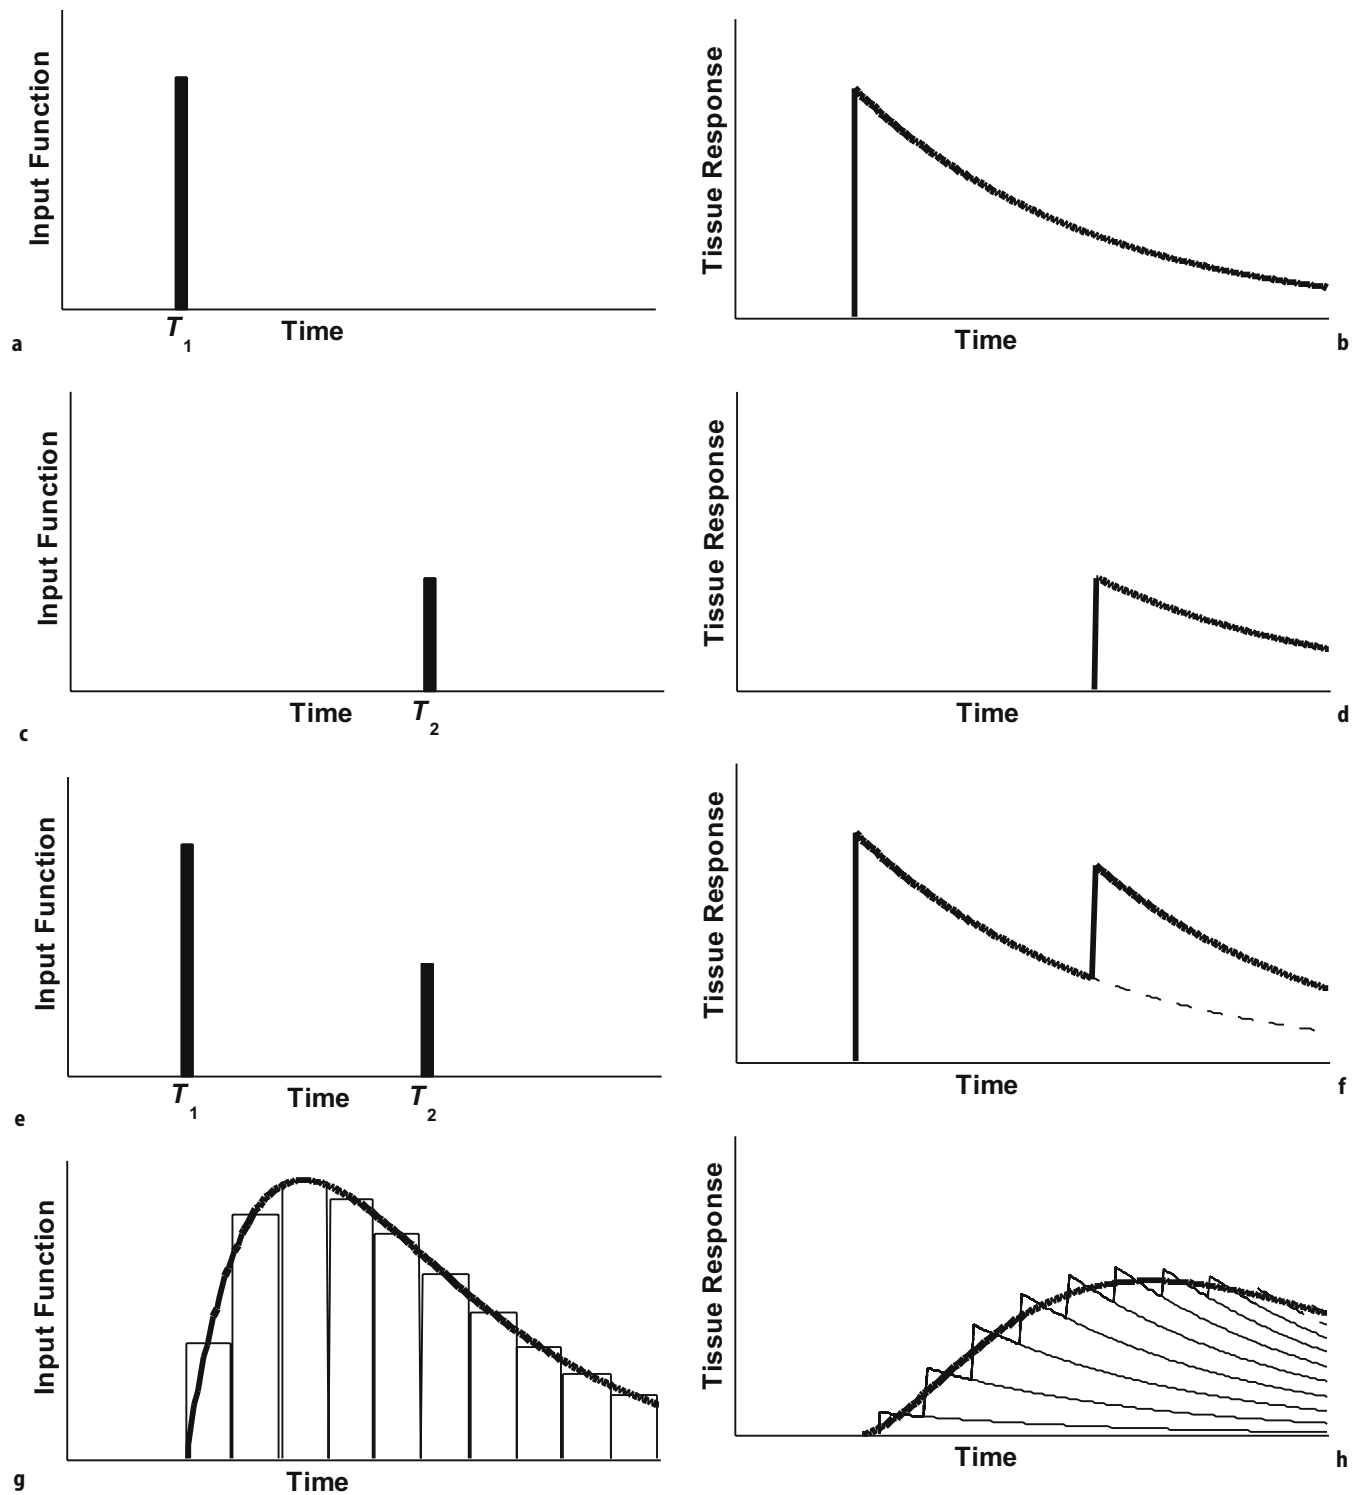 Input Function
T1
Time
a
Tissue Response
Time
b
Input Function
Time
T2
c
Tissue Response
Time
d
Input Function
T1
Time
T2
e
Tissue Response
Time
f
Input Function
Time
g
Tissue Response
Time
h